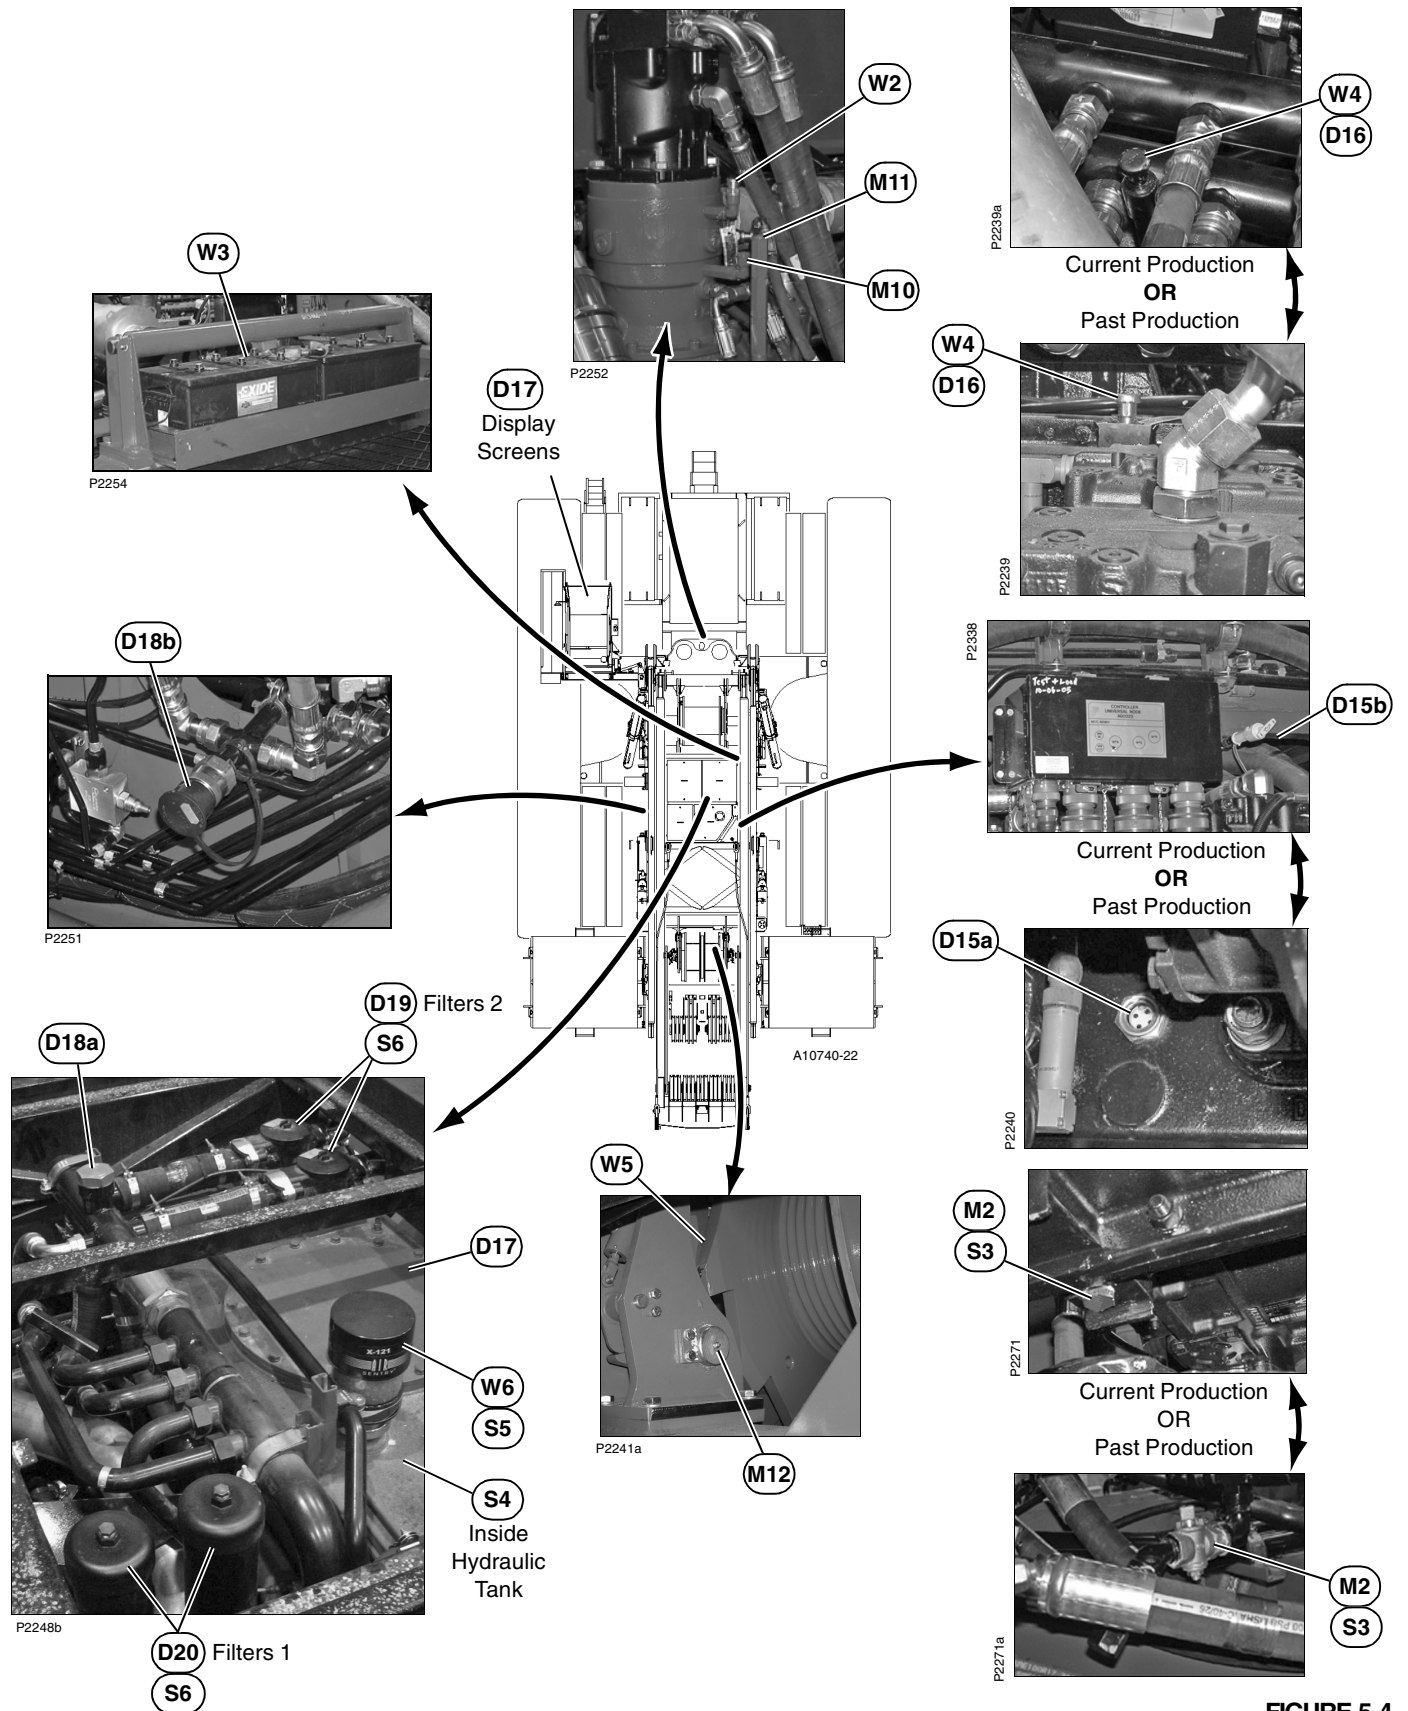 W2
W4
D16
M11
M10
P2239a
Current Production
OR
Past Production
W3
P2252
W4
D16
D17
Display
Screens
EXIDE
P2254
P2239
P2338
D18b
Test + Load
CONTROLLER
UNIVERSAL NODE
D15b
P2251
Current Production
OR
Past Production
D15a
D19 Filters 2
S6
D18a
A10740-22
P2240
W5
M2
S3
D17
X-121
AIR
SENTRY
P2271
W6
S5
Current Production
OR
Past Production
P2241a
M12
S4
Inside
Hydraulic
Tank
M2
S3
P2248b
D20 Filters 1
S6
P2271a
FIGURE 5-4